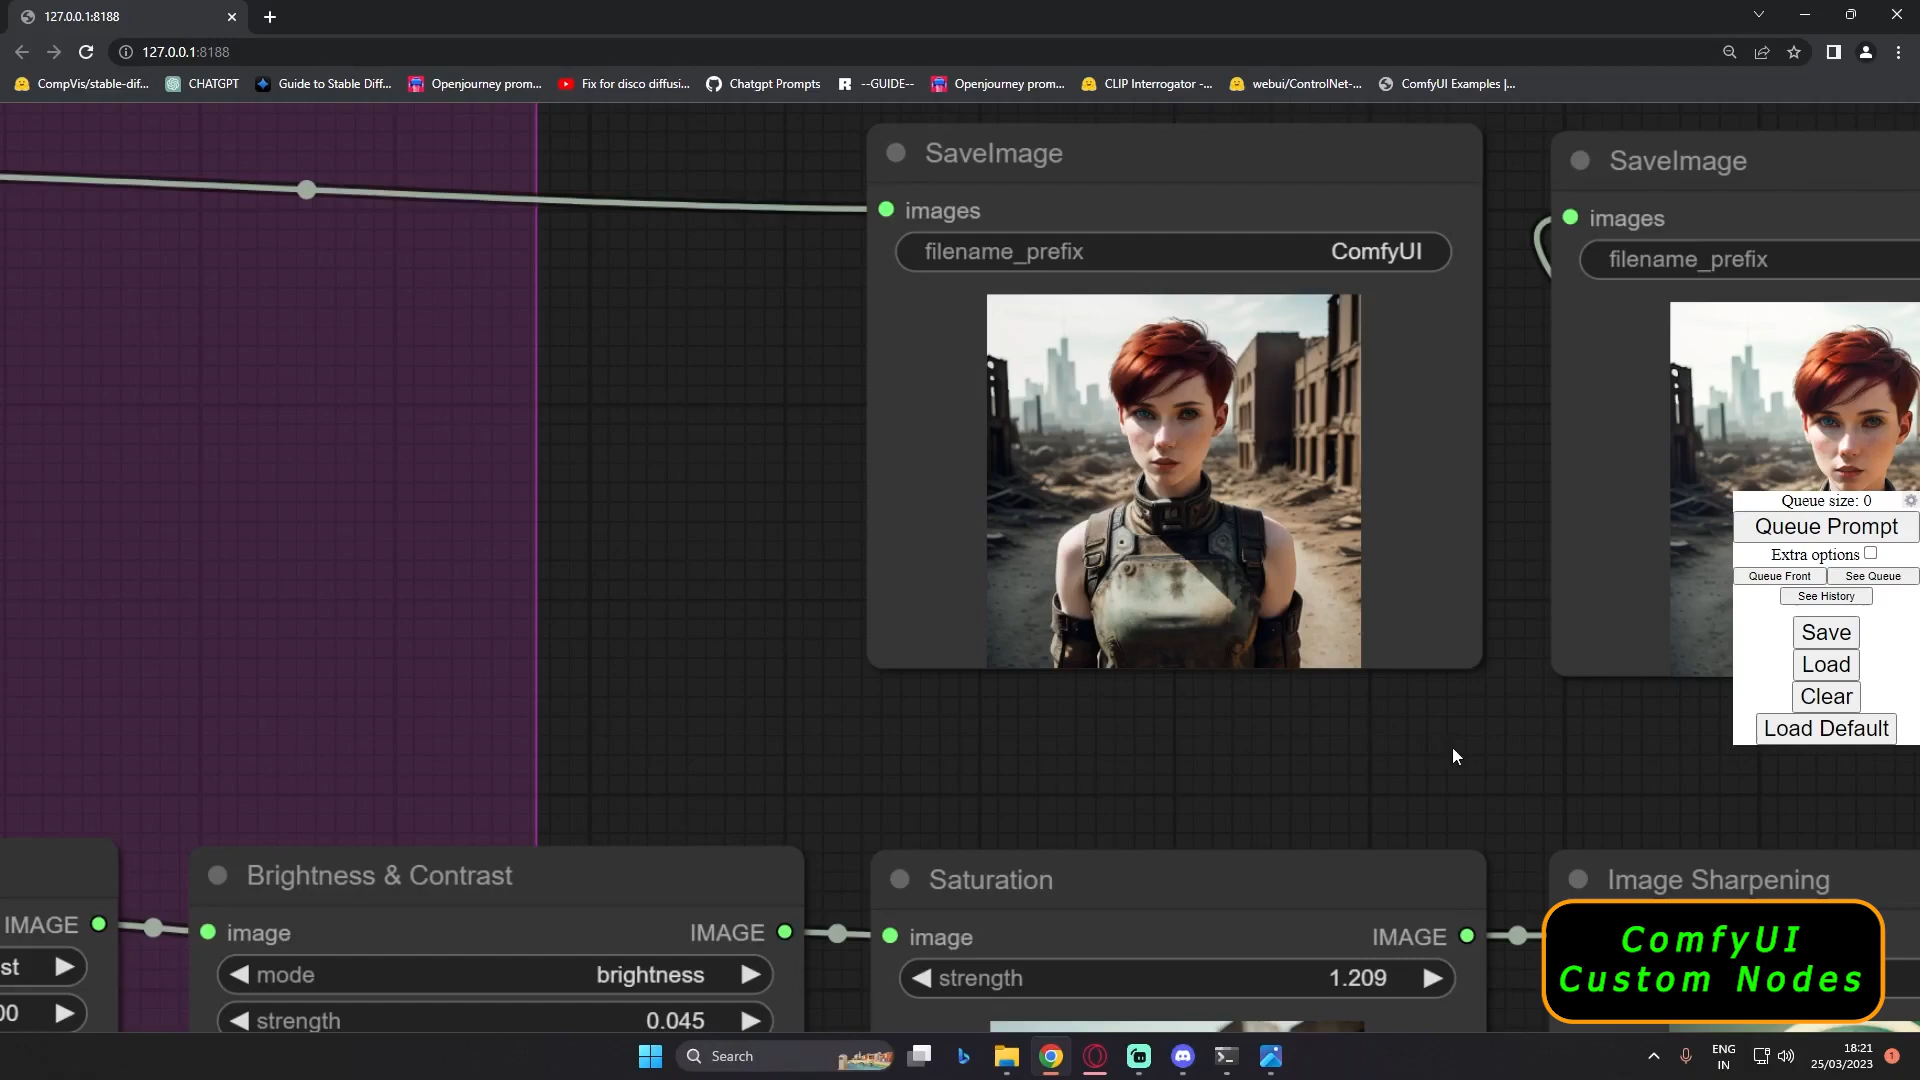 127.0.0.1:8188
127.0.0.1:8188
CompVis/stable-dif...
CHATGPT
Guide to Stable Diff...
Openjourney prom...
Fix for disco diffusi...
Chatgpt Prompts
--GUIDE--
Openjourney prom...
CLIP Interrogator -...
webui/ControlNet-...
ComfyUI Examples |...
SaveImage
images
filename_prefix ComfyUI
SaveImage
images
filename_prefix
Queue size: 0
Queue Prompt
Extra options
Queue Front See Queue
See History
Save
Load
Clear
Load Default
IMAGE
st
00
Brightness & Contrast
image IMAGE
mode brightness
strength 0.045
Saturation
image IMAGE
strength 1.209
Image Sharpening
ComfyUI
Custom Nodes
Search
ENG
IN
18:21
25/03/2023
1